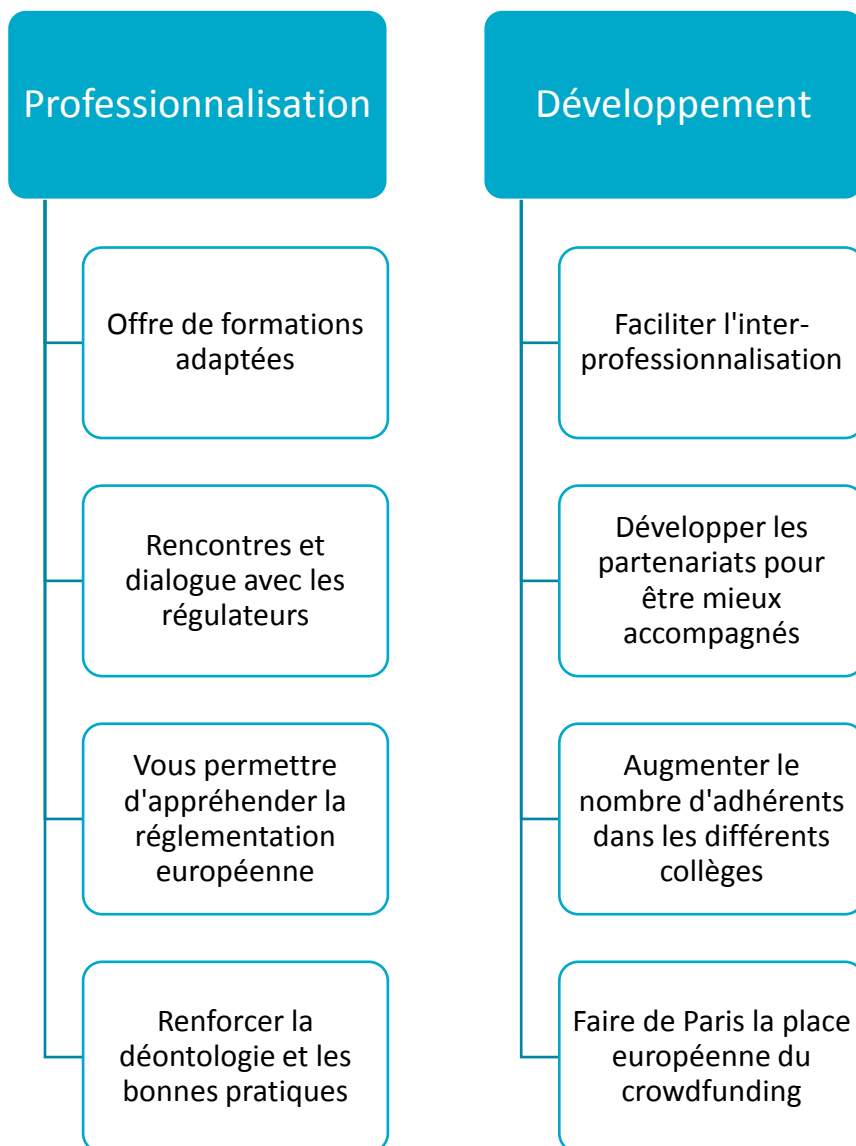 Professionnalisation
Offre de formations
adaptées
Rencontres et
dialogue avec les
régulateurs
Vous permettre
d'appréhender la
réglementation
européenne
Renforcer la
déontologie et les
bonnes pratiques
Développement
Faciliter l'inter-
professionnalisation
Développer les
partenariats pour
être mieux
accompagnés
Augmenter le
nombre d'adhérents
dans les différents
collèges
Faire de Paris la place
européenne du
crowdfunding